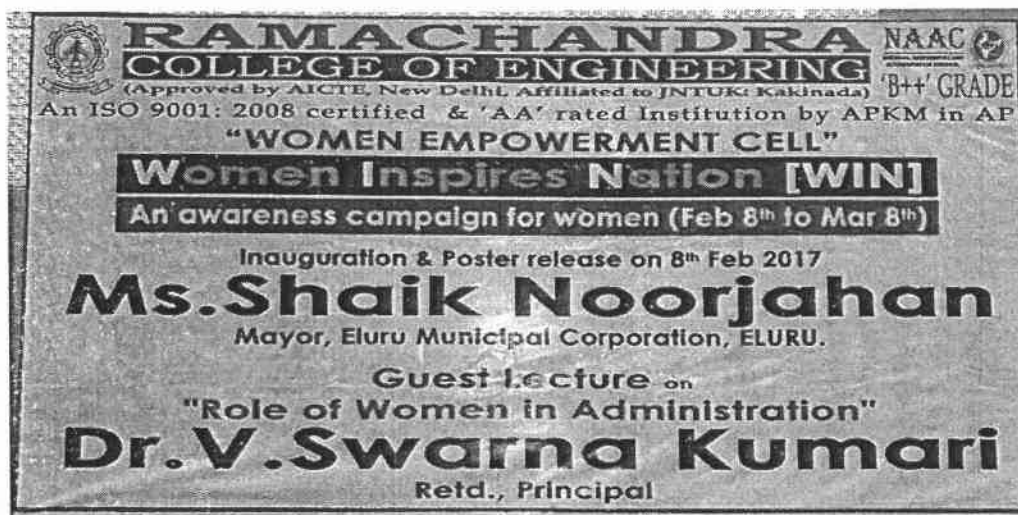 RAMACHANDRA
COLLEGE OF ENGINEERING
(Approved by AICTE, New Delhi, Affiliated to JNTUK: Kakinada)
NAAC
'B++' GRADE
An ISO 9001: 2008 certified & 'AA' rated Institution by APKM in AP
"WOMEN EMPOWERMENT CELL"
Women Inspires Nation [WIN]
An awareness campaign for women (Feb 8th to Mar 8th)
Inauguration & Poster release on 8th Feb 2017
Ms.Shaik Noorjahan
Mayor, Eluru Municipal Corporation, ELURU.
Guest Lecture on
"Role of Women in Administration"
Dr.V.Swarna Kumari
Retd., Principal